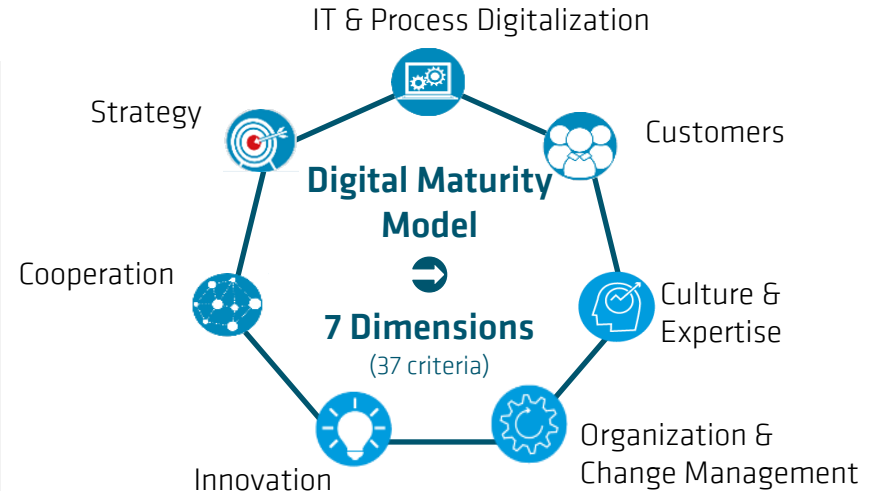 IT & Process Digitalization
Strategy
Customers
Digital Maturity
Model
7 Dimensions
(37 criteria)
Cooperation
Culture &
Expertise
Organization &
Change Management
Innovation